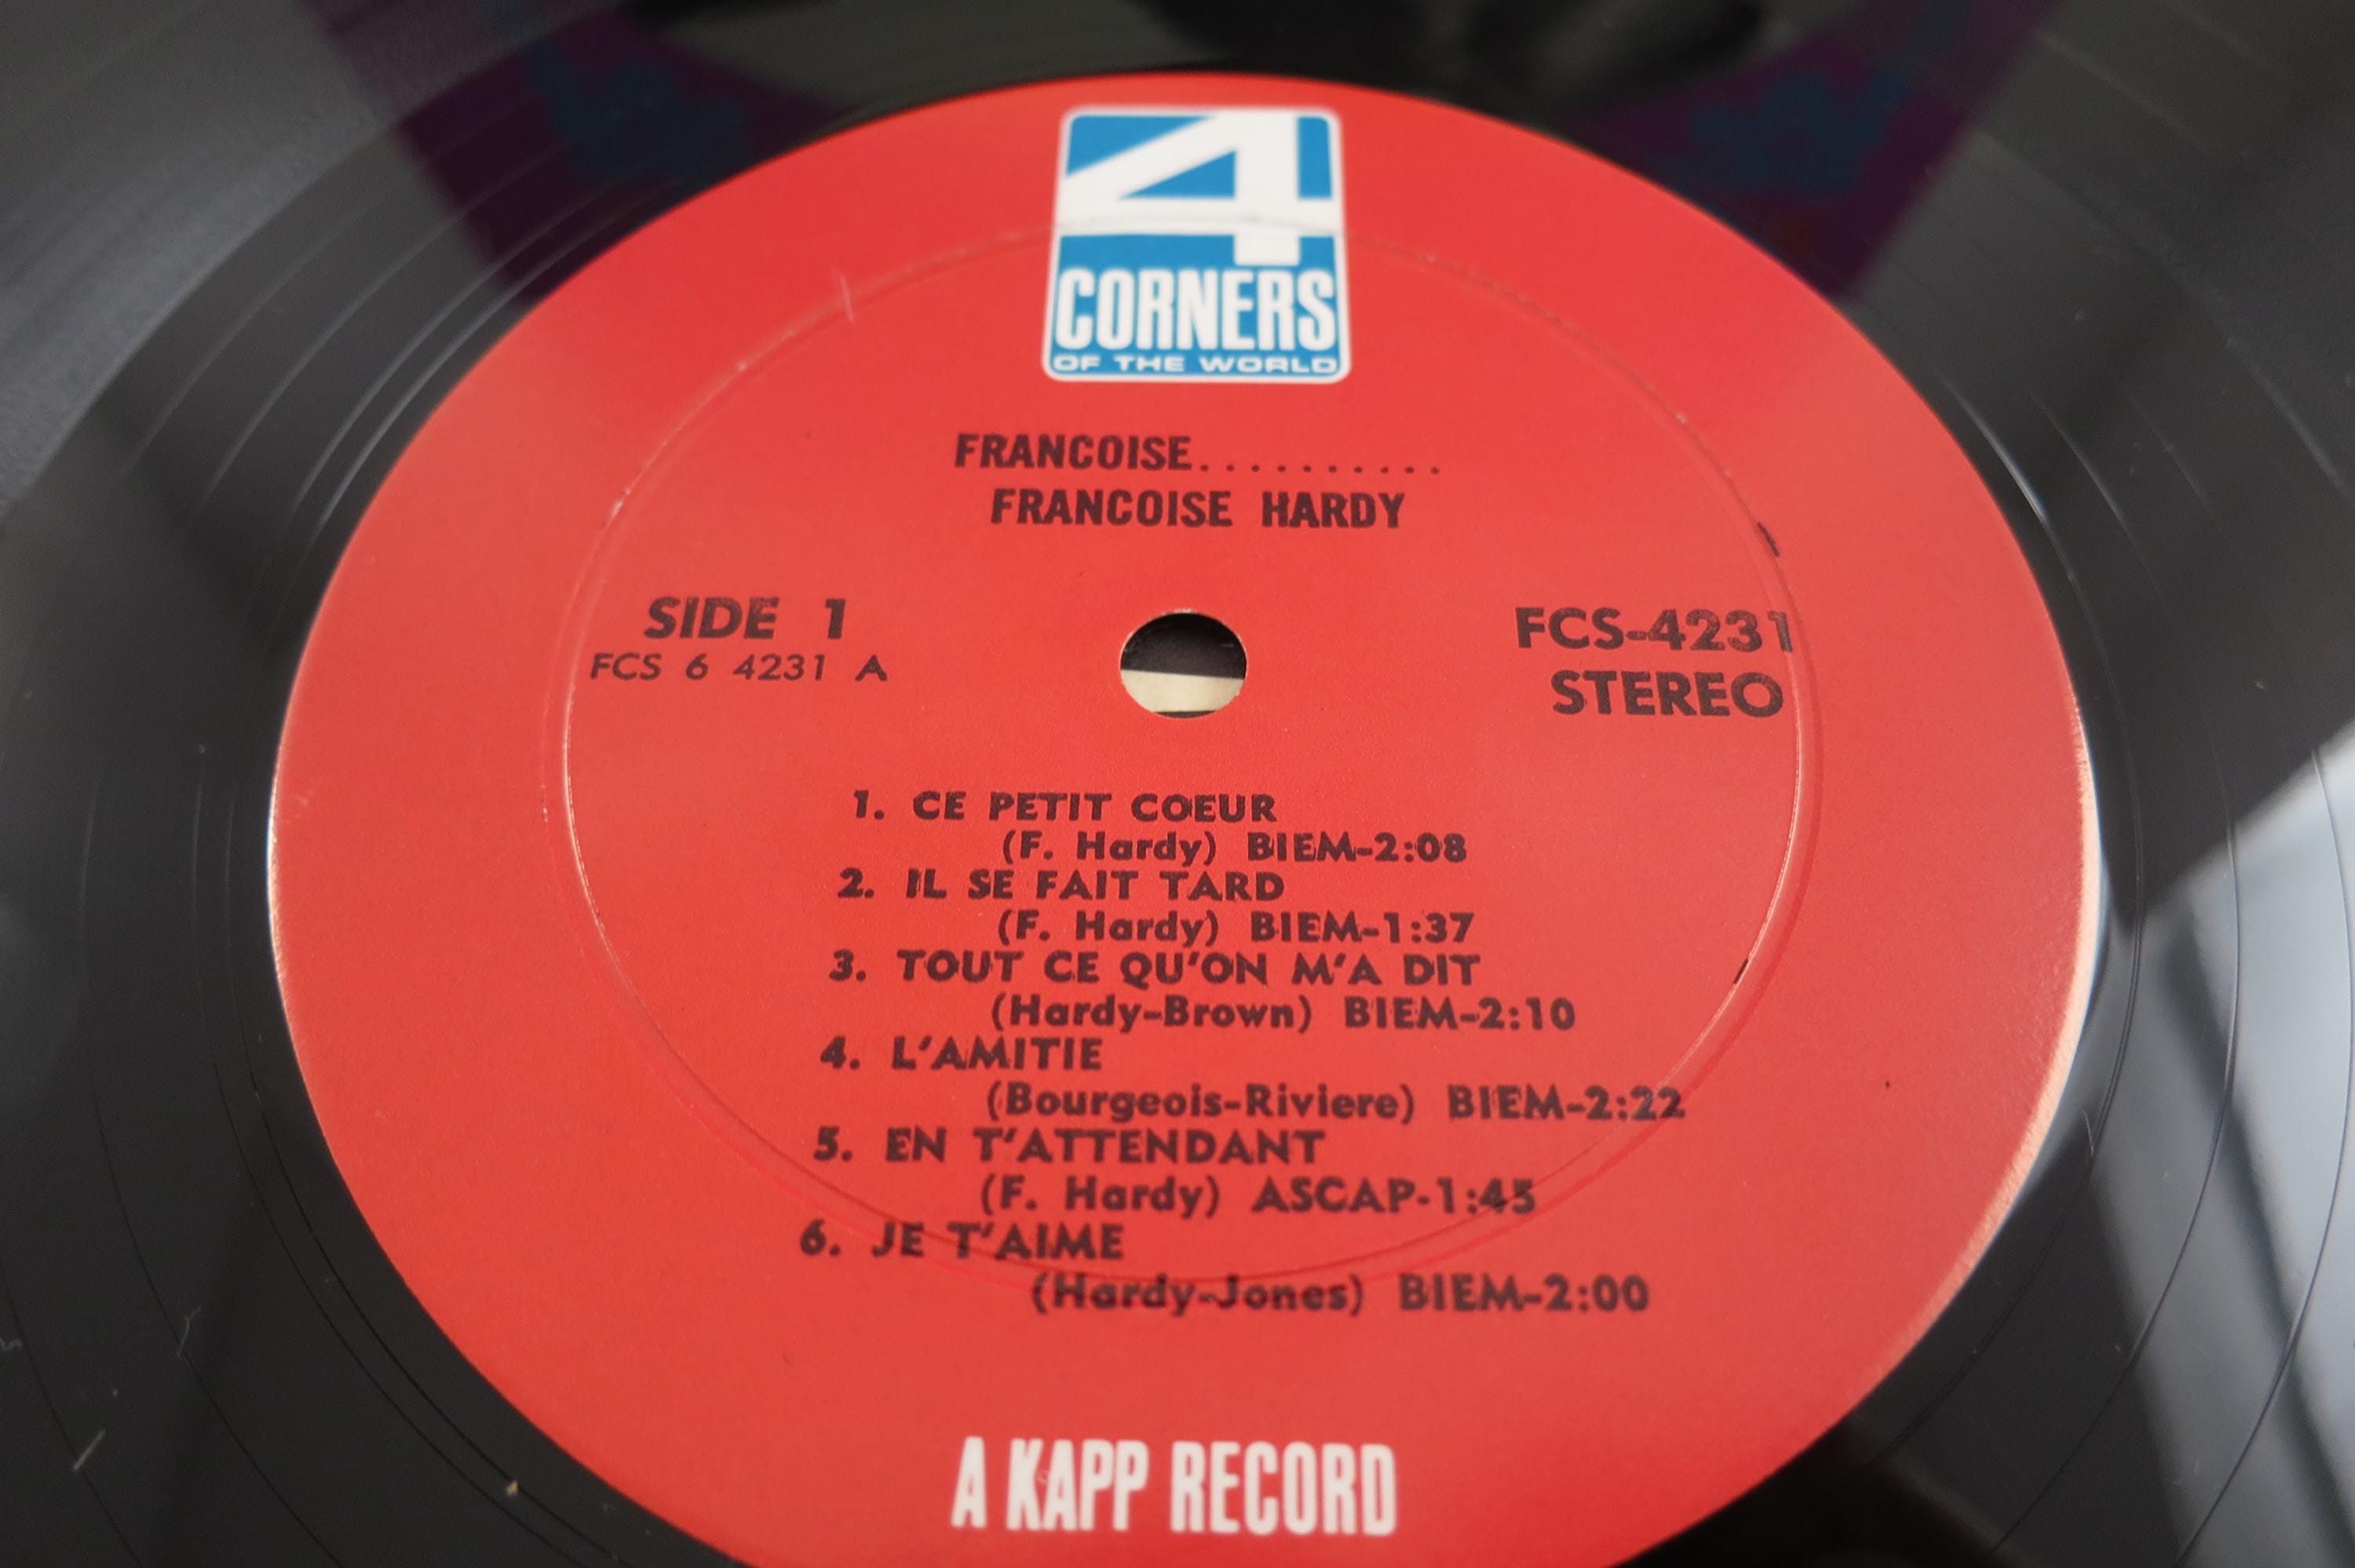 4
CORNERS
OF THE WORLD
FRANCOISE..........
FRANCOISE HARDY
SIDE 1
FCS 6 4231 A
FCS-4231
STEREO
1. CE PETIT COEUR
(F. Hardy) BIEM-2:08
2. IL SE FAIT TARD
(F. Hardy) BIEM-1:37
3. TOUT CE QU'ON M'A DIT
(Hardy-Brown) BIEM-2:10
4. L'AMITIE
(Bourgeois-Riviere) BIEM-2:22
5. EN T'ATTENDANT
(F. Hardy) ASCAP-1:45
6. JE T'AIME
(Hardy-Jones) BIEM-2:00
A KAPP RECORD